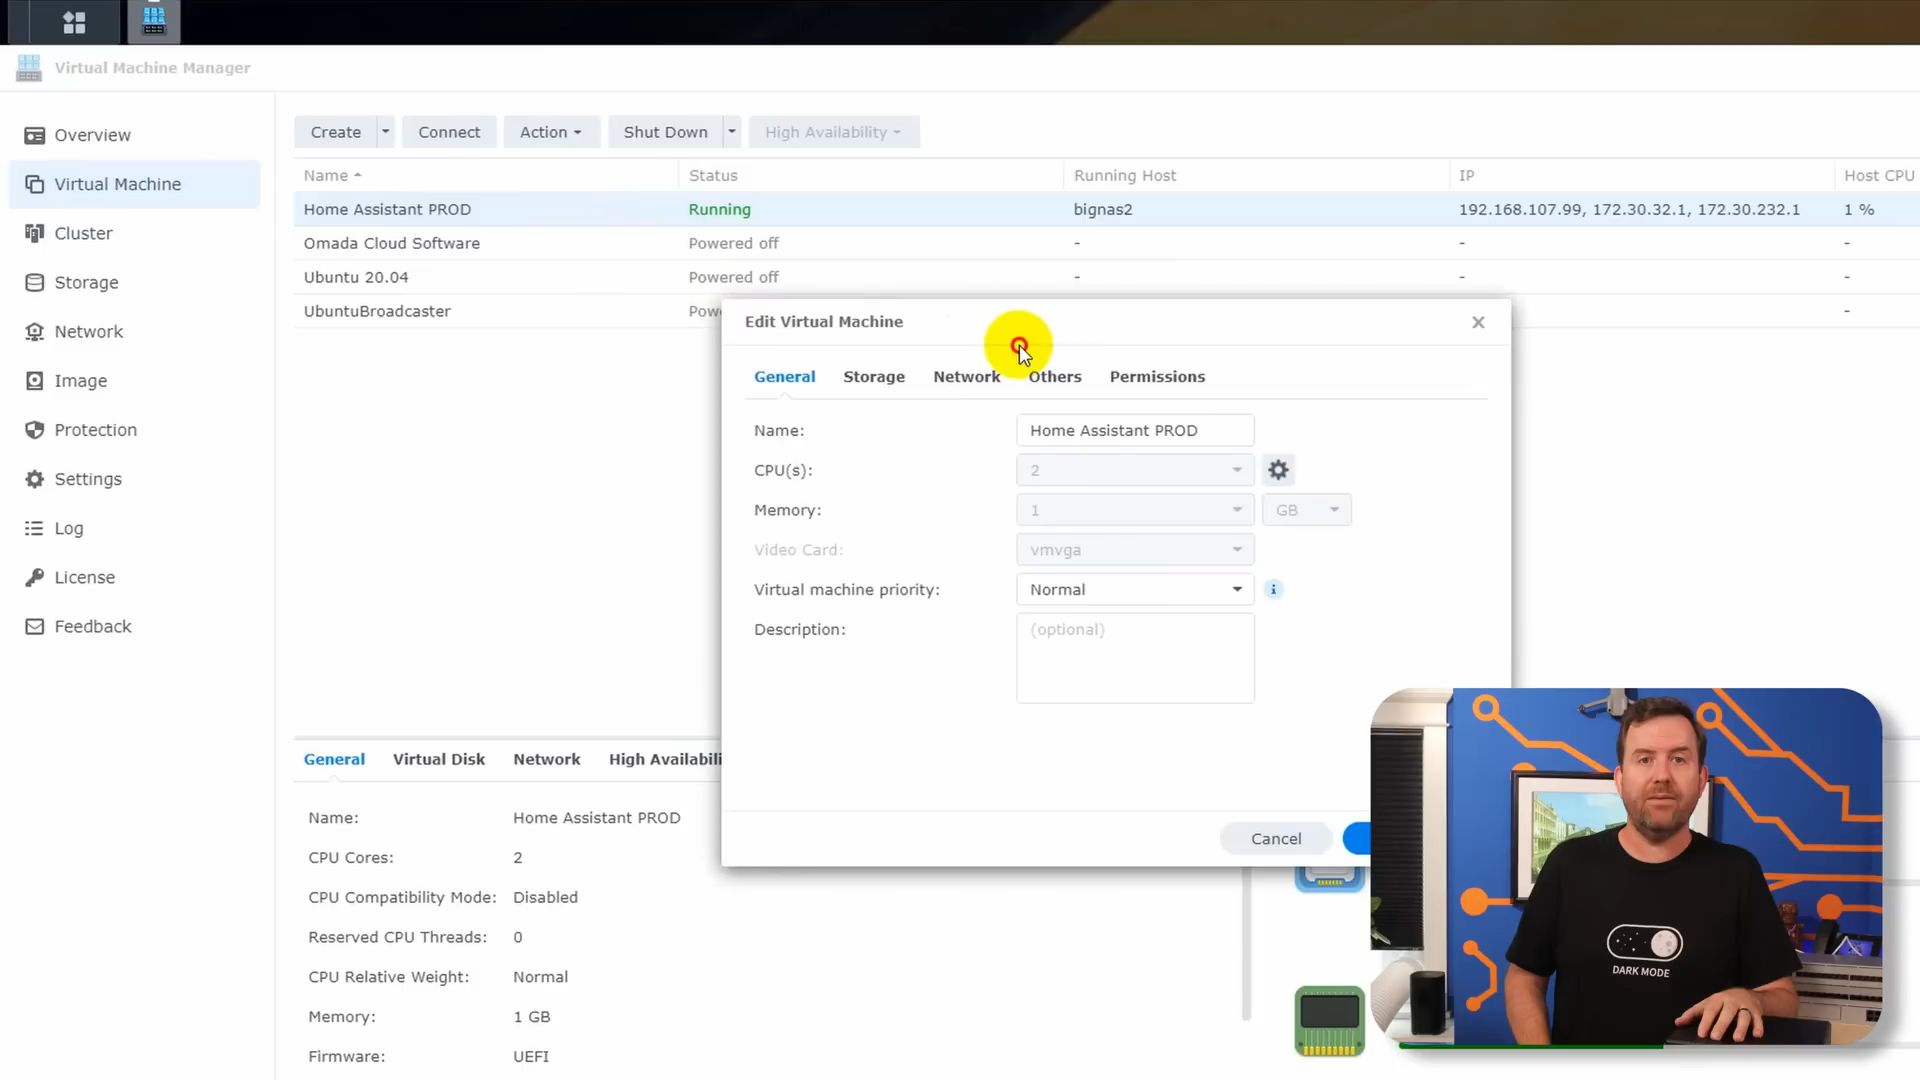 Virtual Machine Manager
Overview
Virtual Machine
Cluster
Storage
Network
Image
Protection
Settings
Log
License
Feedback
Create
Connect
Action
Shut Down
High Availability
Name Status Running Host IP Host CPU
Home Assistant PROD Running bignas2 192.168.107.99, 172.30.32.1, 172.30.232.1 1 %
Omada Cloud Software Powered off - - -
Ubuntu 20.04 Powered off - - -
UbuntuBroadcaster Pow -
Edit Virtual Machine
General Storage Network Others Permissions
Name: Home Assistant PROD
CPU(s): 2
Memory: 1 GB
Video Card: vmvga
Virtual machine priority: Normal i
Description: (optional)
Cancel
General Virtual Disk Network High Availabili
Name: Home Assistant PROD
CPU Cores: 2
CPU Compatibility Mode: Disabled
Reserved CPU Threads: 0
CPU Relative Weight: Normal
Memory: 1 GB
Firmware: UEFI
DARK MODE